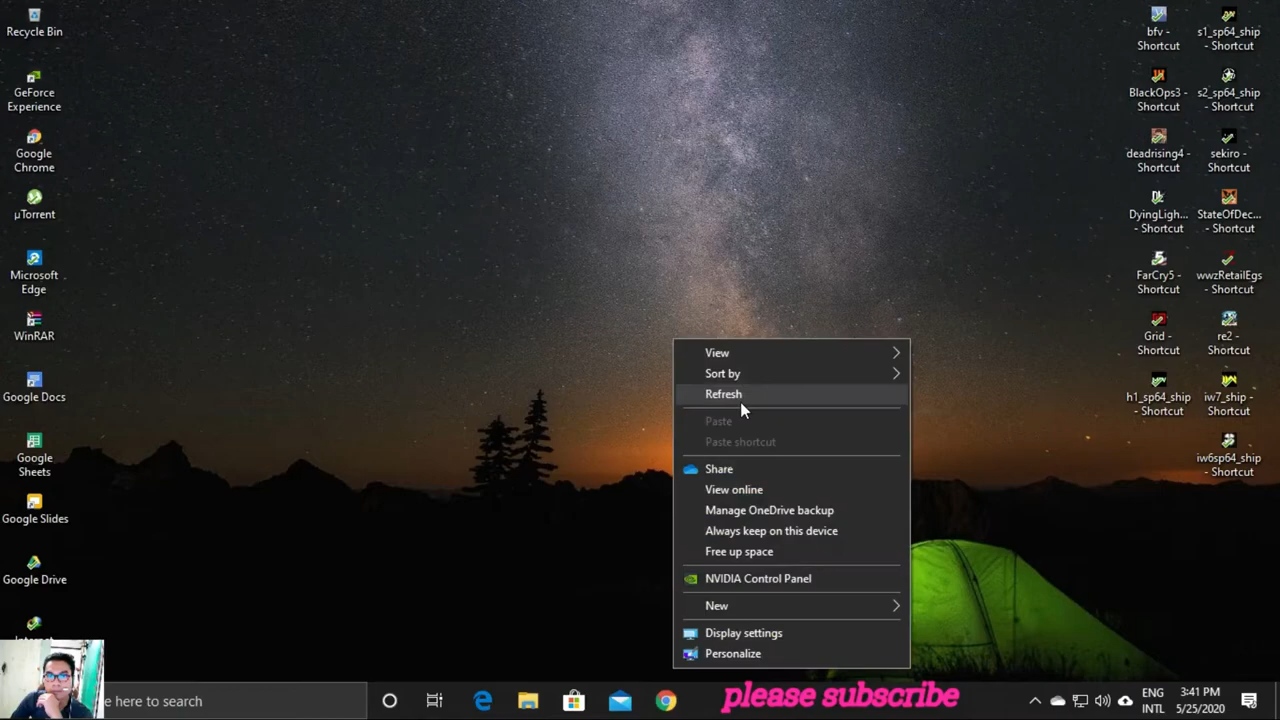 Recycle Bin
GeForce
Experience
Google
Chrome
µTorrent
Microsoft
Edge
WinRAR
Google Docs
Google
Sheets
Google Slides
Google Drive
bfv -
Shortcut
s1_sp64_ship
- Shortcut
BlackOps3 -
Shortcut
s2_sp64_ship
- Shortcut
deadrising4 -
Shortcut
sekiro -
Shortcut
DyingLigh...
- Shortcut
StateOfDec...
- Shortcut
FarCry5 -
Shortcut
wwzRetailEgs
- Shortcut
Grid -
Shortcut
re2 -
Shortcut
h1_sp64_ship
- Shortcut
iw7_ship -
Shortcut
iw6sp64_ship
- Shortcut
View
Sort by
Refresh
Paste
Paste shortcut
Share
View online
Manage OneDrive backup
Always keep on this device
Free up space
NVIDIA Control Panel
New
Display settings
Personalize
here to search
please subscribe
ENG
INTL
3:41 PM
5/25/2020